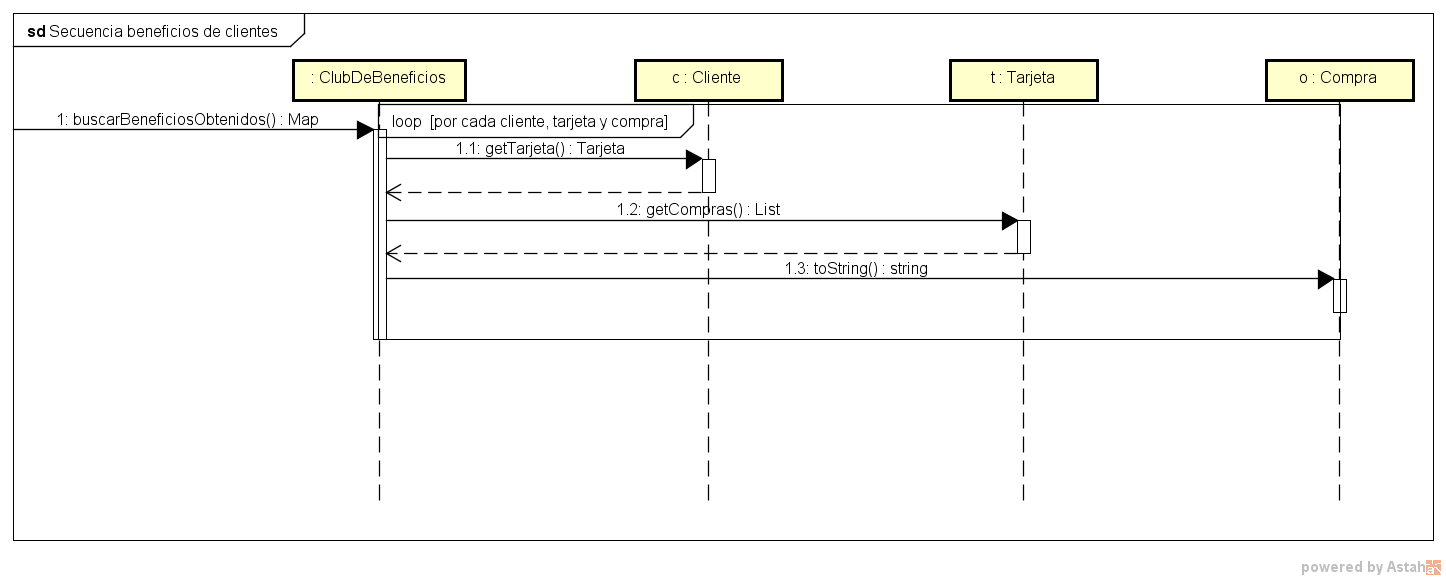 sd Secuencia beneficios de clientes
: ClubDeBeneficios
c : Cliente
t : Tarjeta
o : Compra
1: buscarBeneficiosObtenidos() : Map
loop [por cada cliente, tarjeta y compra]
1.1: getTarjeta() : Tarjeta
1.2: getCompras() : List
1.3: toString() : string
powered by Astah